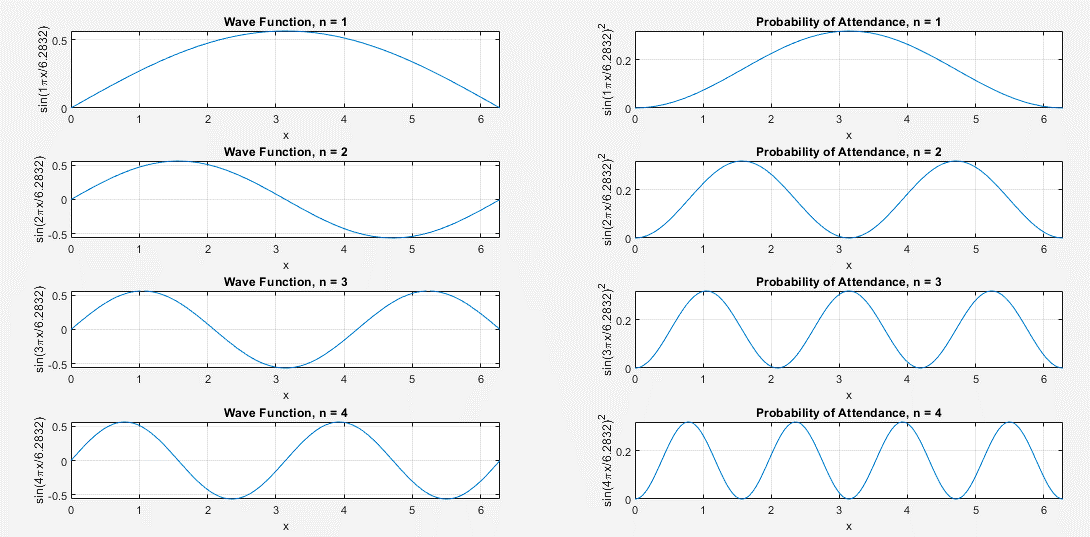 Wave Function, n = 1
sin(1πx/6.2832)
0.5
0
0 1 2 3 4 5 6
x
Probability of Attendance, n = 1
sin(1πx/6.2832)²
0.2
0
0 1 2 3 4 5 6
x
Wave Function, n = 2
sin(2πx/6.2832)
0.5
0
-0.5
0 1 2 3 4 5 6
x
Probability of Attendance, n = 2
sin(2πx/6.2832)²
0.2
0
0 1 2 3 4 5 6
x
Wave Function, n = 3
sin(3πx/6.2832)
0.5
0
-0.5
0 1 2 3 4 5 6
x
Probability of Attendance, n = 3
sin(3πx/6.2832)²
0.2
0
0 1 2 3 4 5 6
x
Wave Function, n = 4
sin(4πx/6.2832)
0.5
0
-0.5
0 1 2 3 4 5 6
x
Probability of Attendance, n = 4
sin(4πx/6.2832)²
0.2
0
0 1 2 3 4 5 6
x